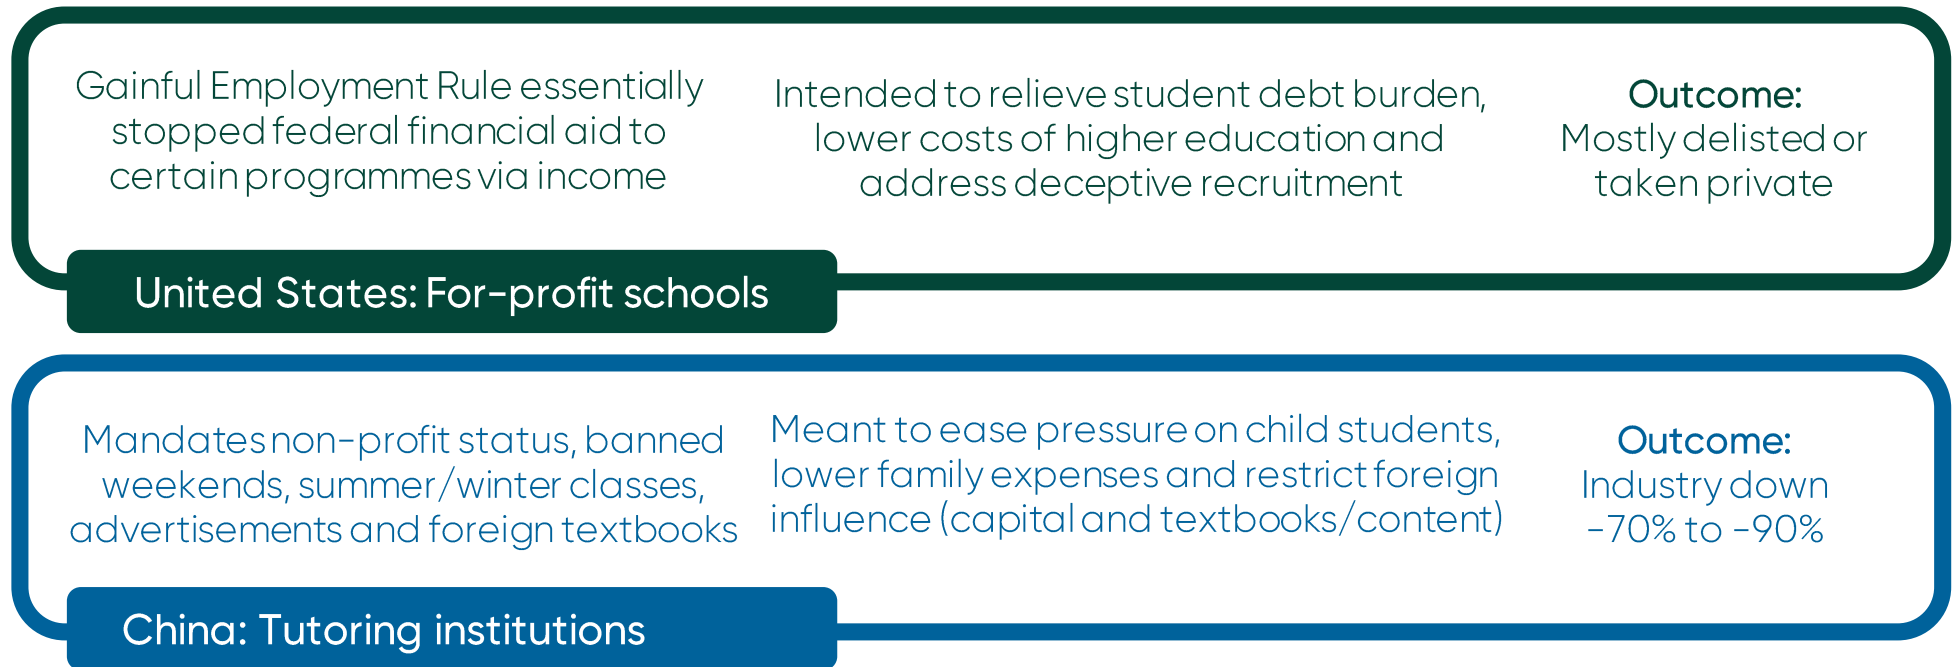 Gainful Employment Rule essentially
stopped federal financial aid to
certain programmes via income
Intended to relieve student debt burden,
lower costs of higher education and
address deceptive recruitment
Outcome:
Mostly delisted or
taken private
United States: For-profit schools
Mandates non-profit status, banned
weekends, summer/winter classes,
advertisements and foreign textbooks
Meant to ease pressure on child students,
lower family expenses and restrict foreign
influence (capital and textbooks/content)
Outcome:
Industry down
-70% to -90%
China: Tutoring institutions